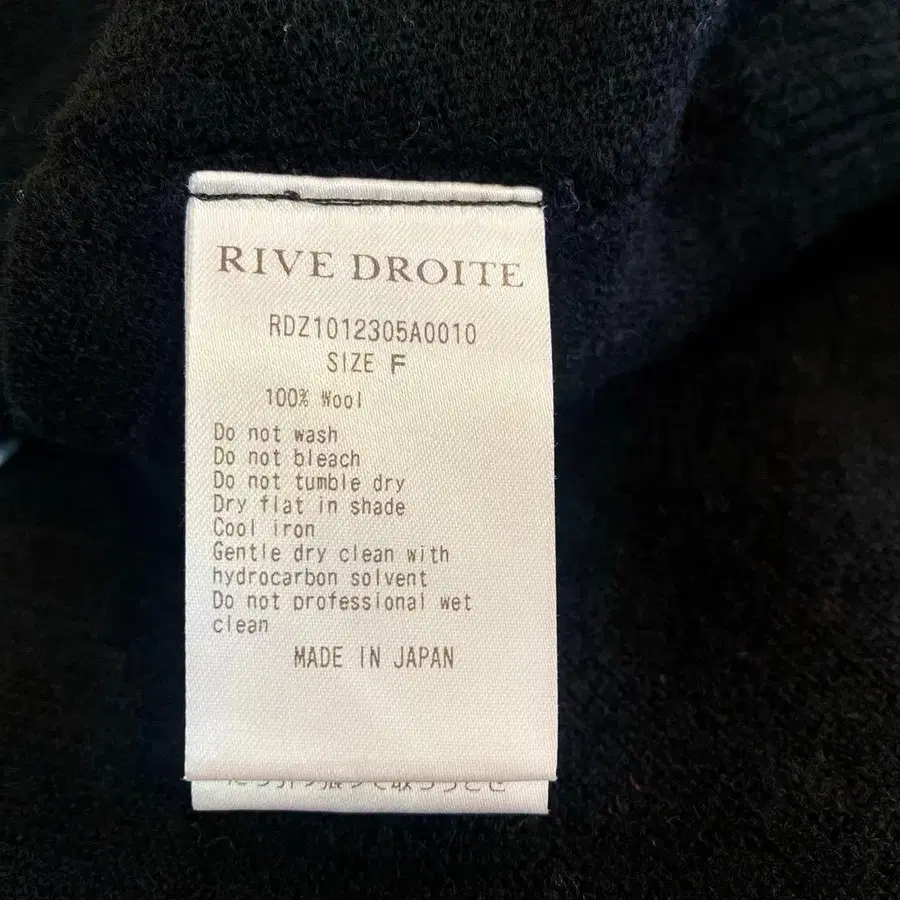 RIVE DROITE
RDZ1012305A0010
SIZE F
100% Wool
Do not wash
Do not bleach
Do not tumble dry
Dry flat in shade
Cool iron
Gentle dry clean with
hydrocarbon solvent
Do not professional wet
clean
MADE IN JAPAN